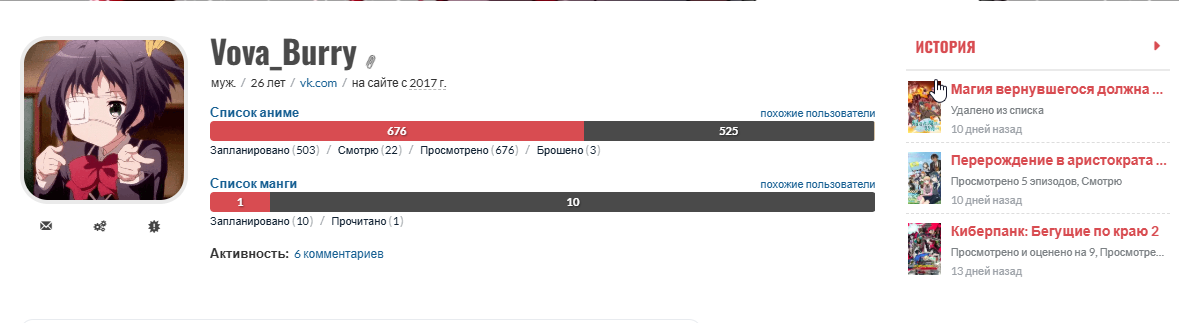 Vova_Burry
муж. / 26 лет / vk.com / на сайте с 2017 г.
Список аниме
похожие пользователи
676
525
Запланировано (503) / Смотрю (22) / Просмотрено (676) / Брошено (3)
Список манги
похожие пользователи
1
10
Запланировано (10) / Прочитано (1)
Активность: 6 комментариев
ИСТОРИЯ
Магия вернувшегося должна ...
Удалено из списка
10 дней назад
Перерождение в аристократа ...
Просмотрено 5 эпизодов, Смотрю
10 дней назад
Киберпанк: Бегущие по краю 2
Просмотрено и оценено на 9, Просмотре...
13 дней назад